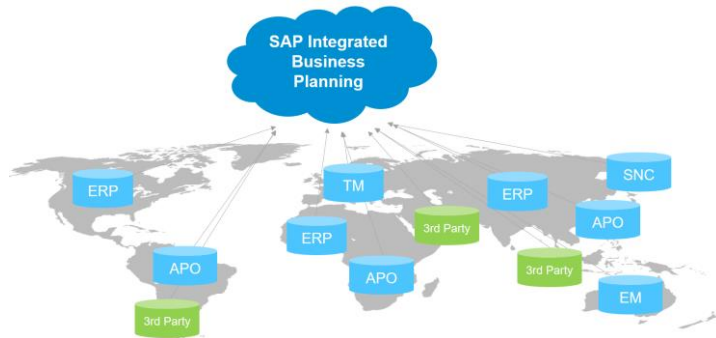 SAP Integrated
Business
Planning
ERP
TM
ERP
SNC
ERP
3rd Party
APO
APO
3rd Party
APO
EM
3rd Party